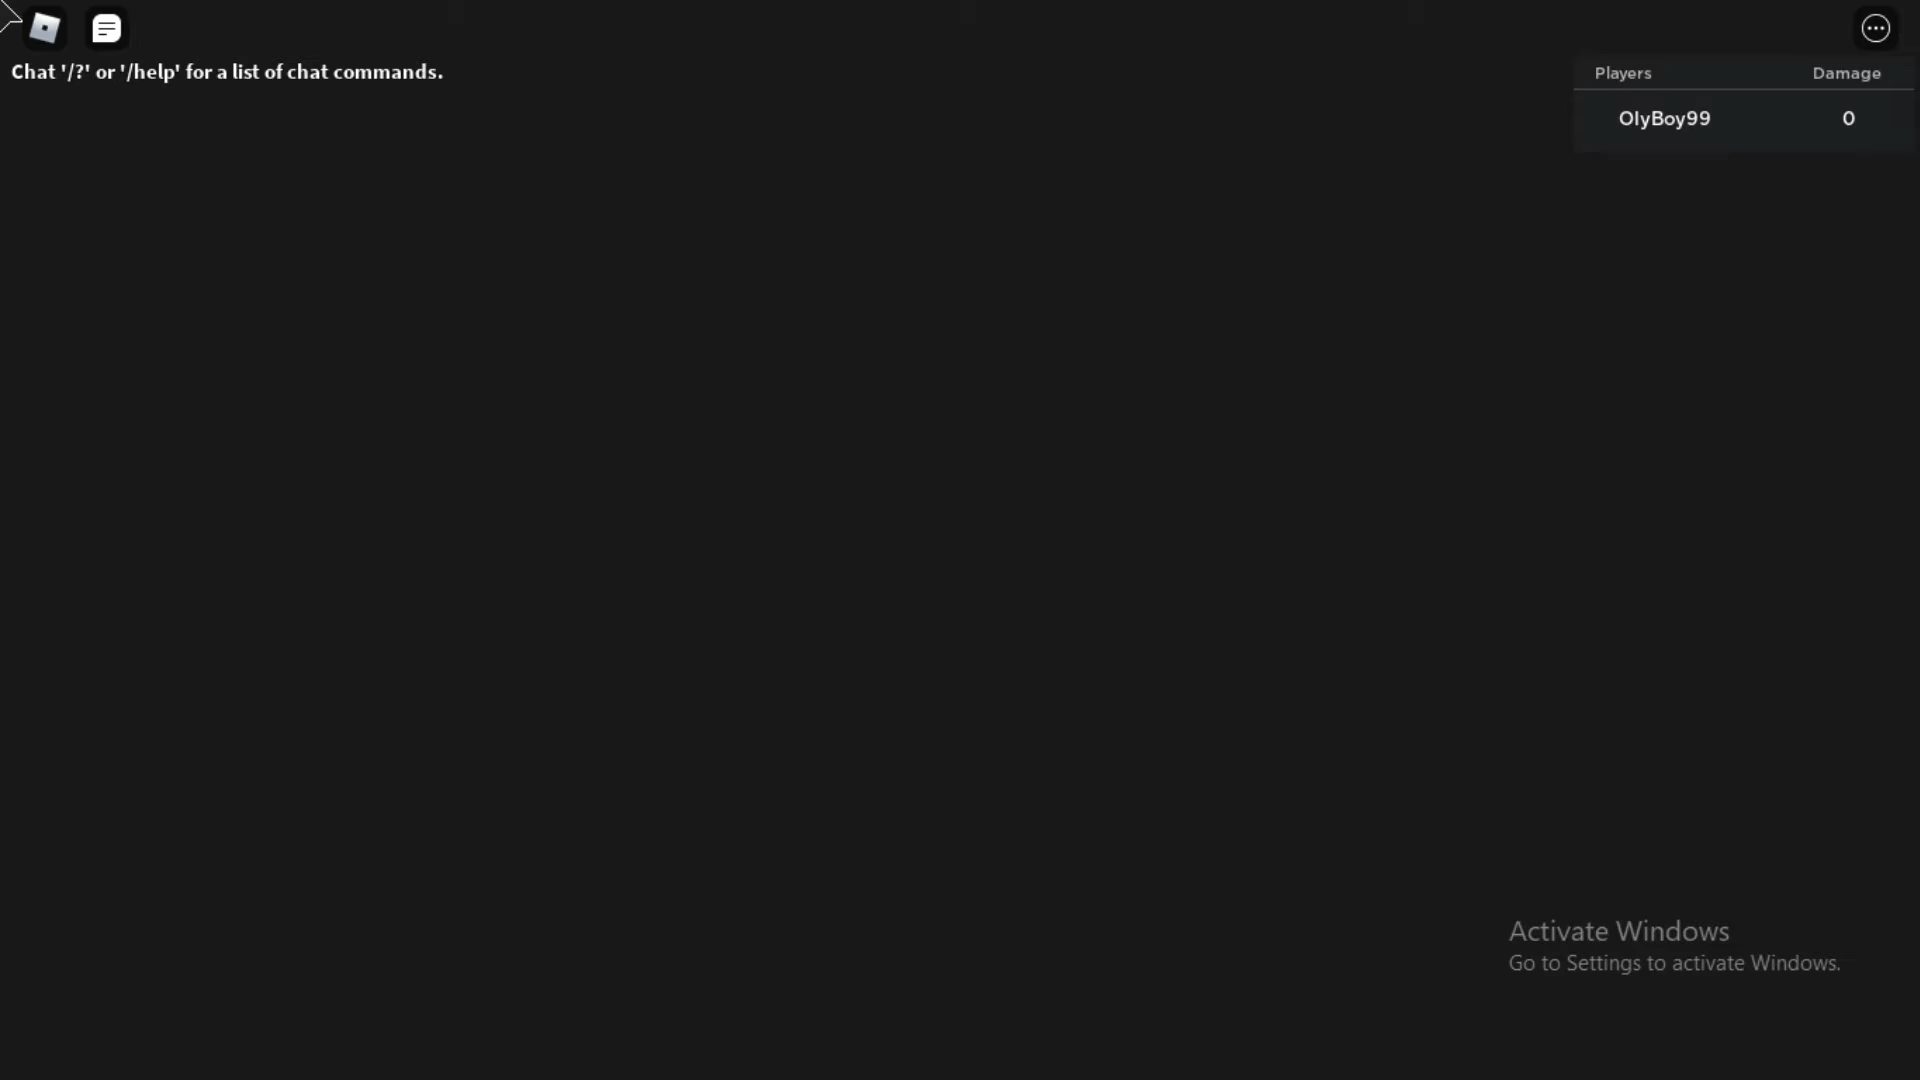 Chat '/?' or '/help' for a list of chat commands.
Players Damage
OlyBoy99 0
Activate Windows
Go to Settings to activate Windows.